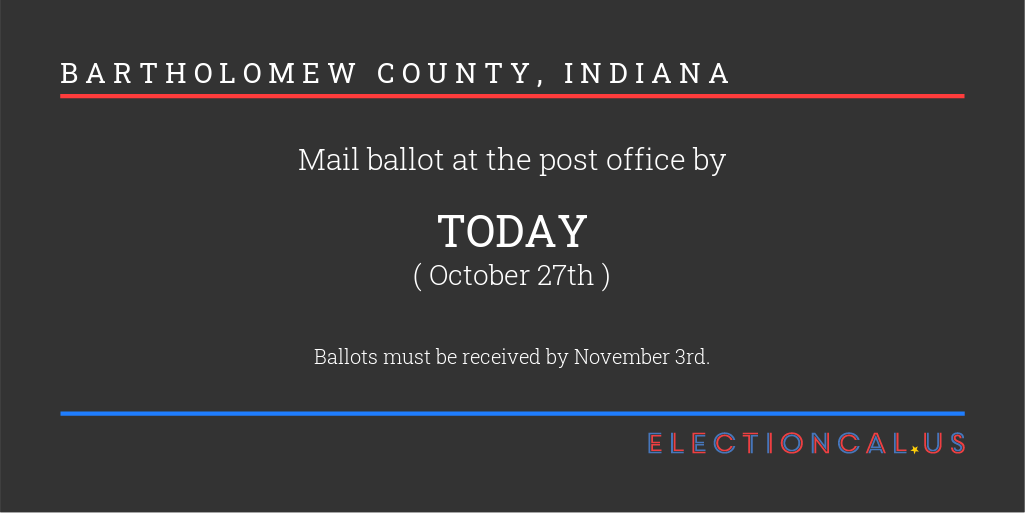 BARTHOLOMEW COUNTY, INDIANA
Mail ballot at the post office by
TODAY
( October 27th )
Ballots must be received by November 3rd.
ELECTIONCAL.US